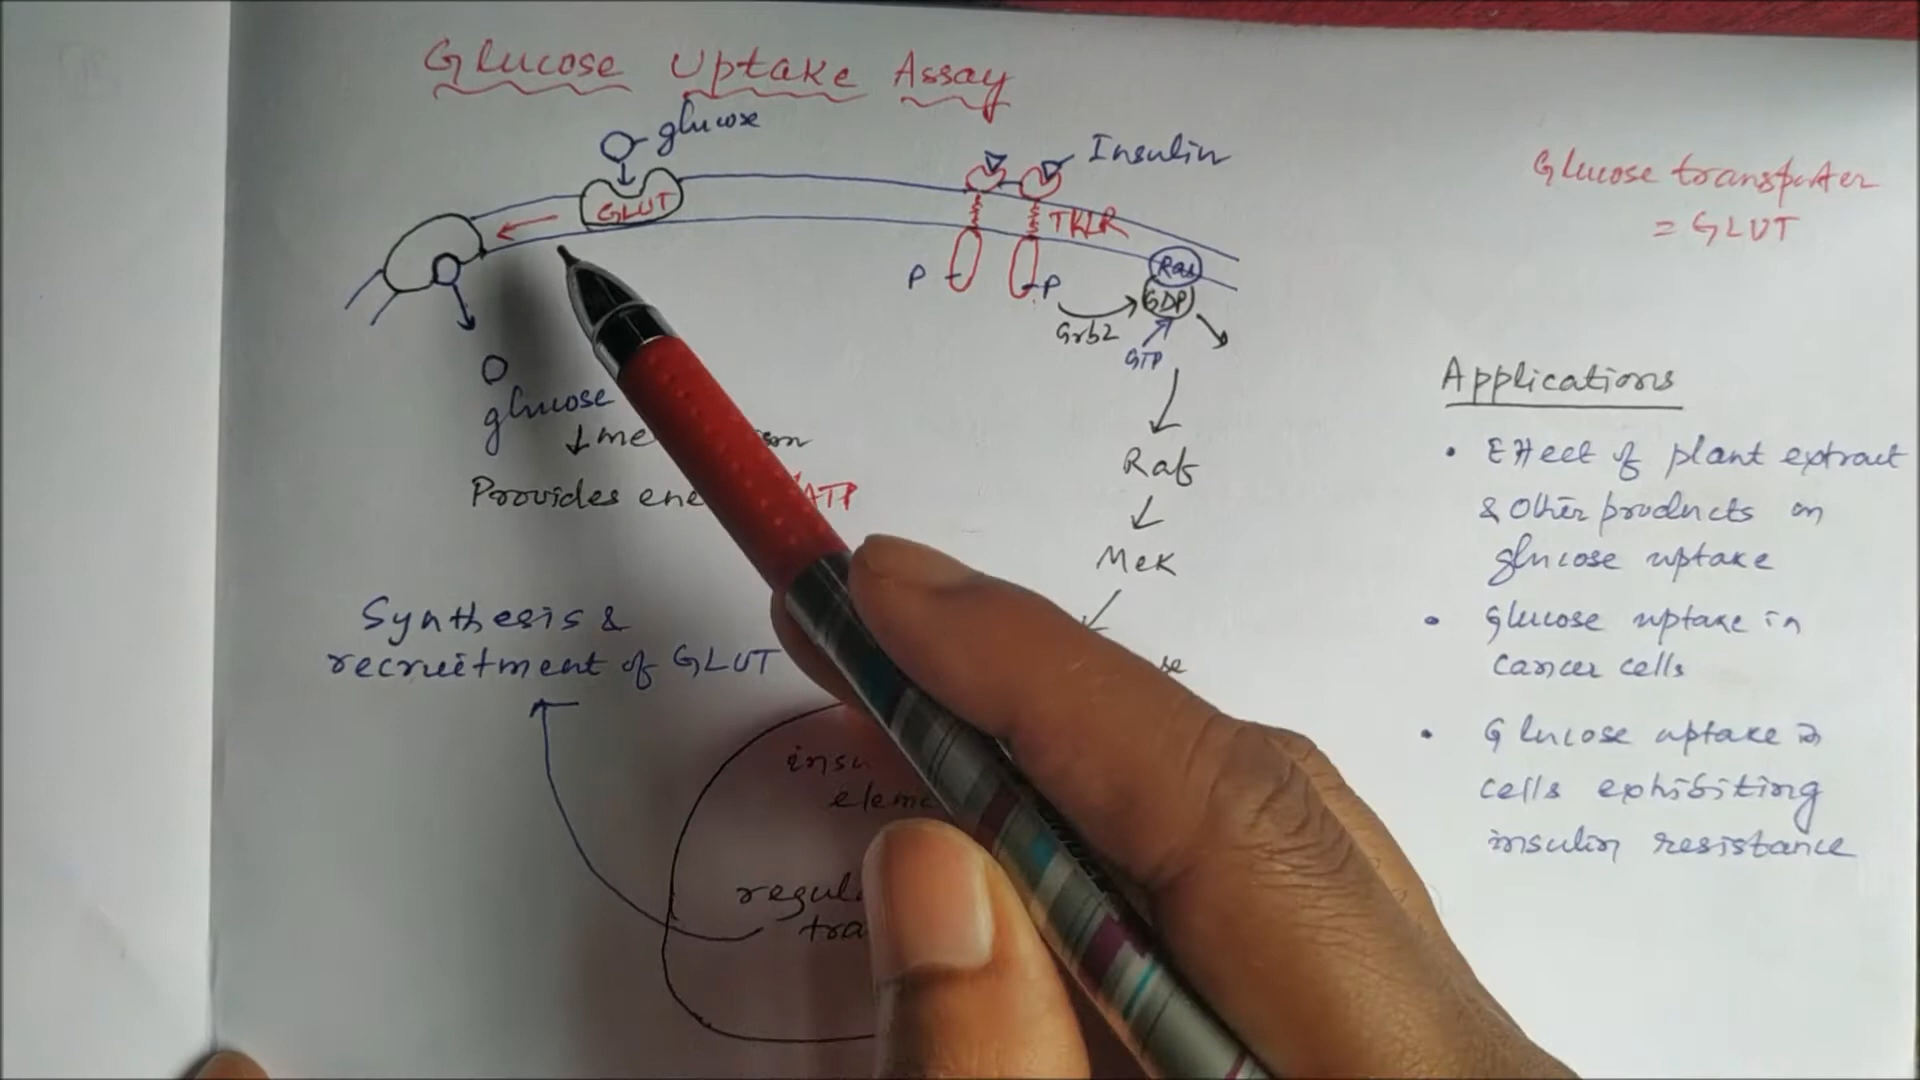 Glucose Uptake Assay
glucose
Insulin
Glucose transporter
= GLUT
GLUT
TKLR
Ras
P
P
GDP
Grb2
GTP
glucose
Provides
ATP
Raf
Mek
Synthesis &
recruitment of GLUT
Applications
• Effect of plant extract
& Other products on
glucose uptake
• Glucose uptake in
cancer cells
• Glucose uptake in
cells exhibiting
insulin resistance